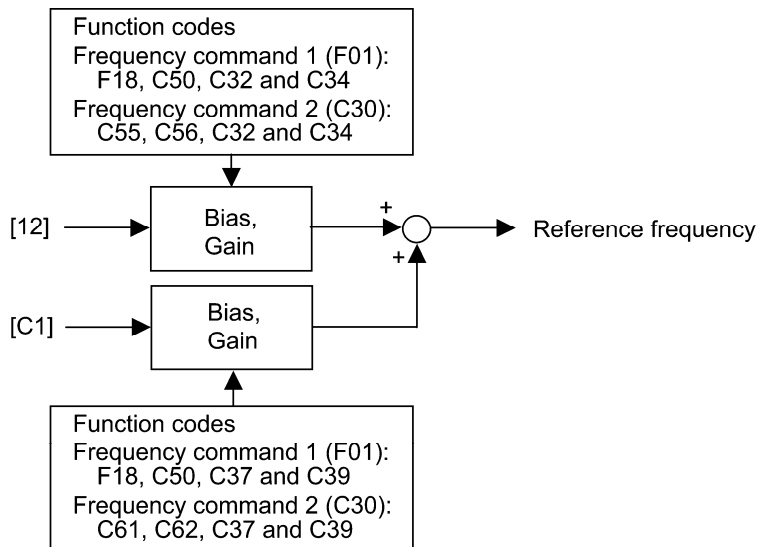 Function codes
Frequency command 1 (F01):
F18, C50, C32 and C34
Frequency command 2 (C30):
C55, C56, C32 and C34
[12]
Bias,
Gain
+
Reference frequency
+
[C1]
Bias,
Gain
Function codes
Frequency command 1 (F01):
F18, C50, C37 and C39
Frequency command 2 (C30):
C61, C62, C37 and C39